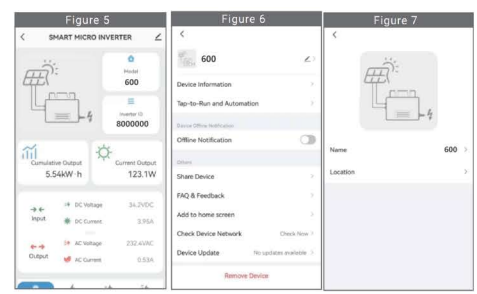 Figure 5
SMART MICRO INVERTER
Model
600
Inverter ID
8000000
Cumulative Output
5.54kW·h
Current Output
123.1W
Input
DC Voltage
34.2VDC
DC Current
3.95A
Output
AC Voltage
232.4VAC
AC Current
0.53A
Figure 6
600
Device Information
Tap-to-Run and Automation
Device Offline Notification
Offline Notification
Others
Share Device
FAQ & Feedback
Add to home screen
Check Device Network
Check Now
Device Update
No updates available
Remove Device
Figure 7
Name
600
Location